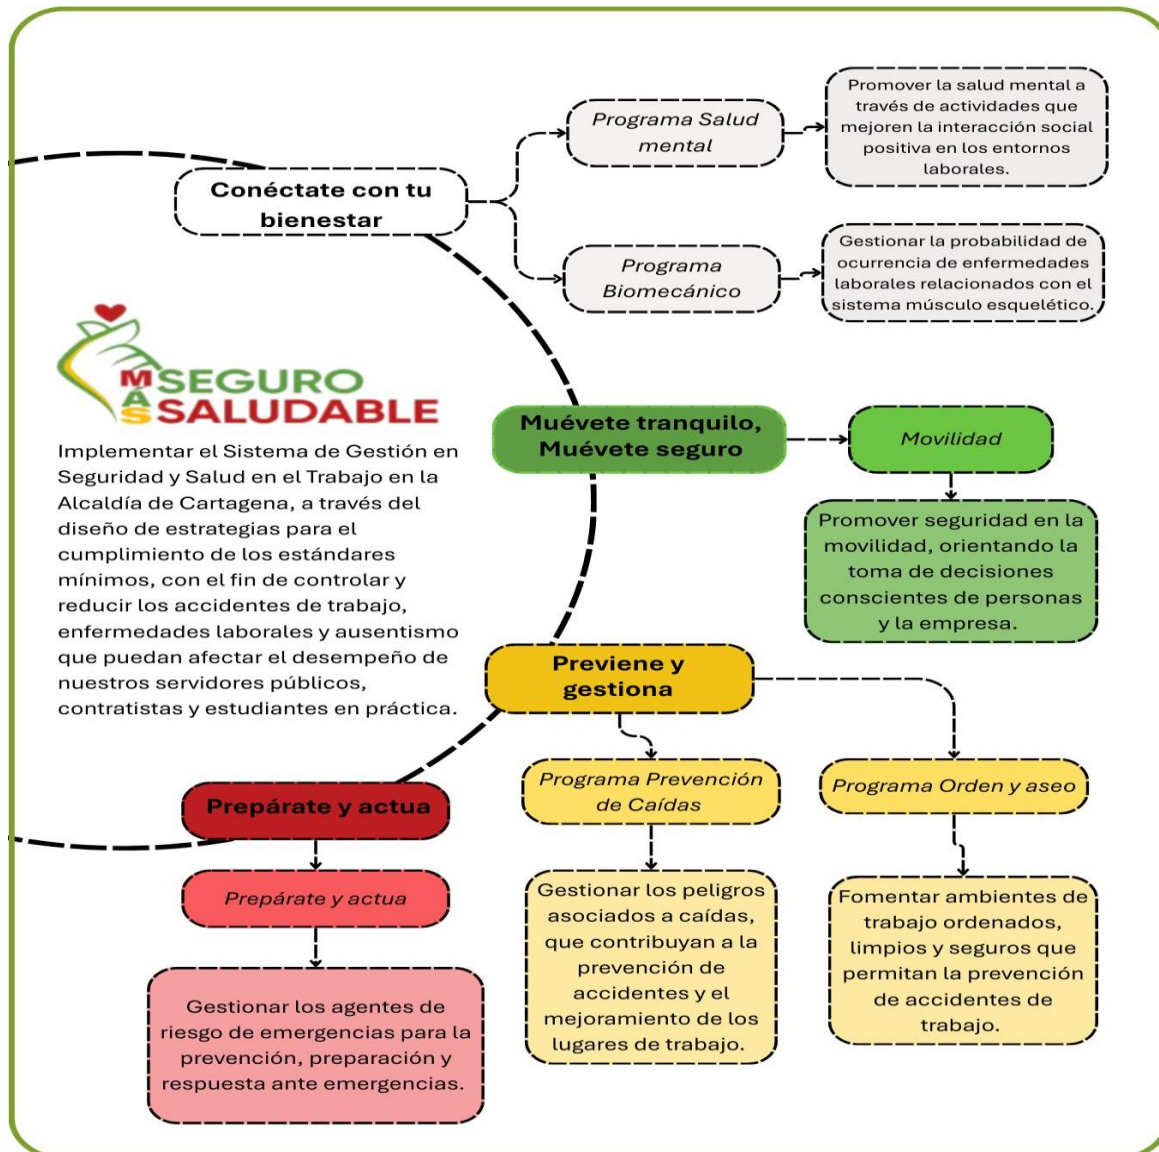 Programa Salud
mental
Promover la salud mental a
través de actividades que
mejoren la interacción social
positiva en los entornos
laborales.
Conéctate con tu
bienestar
Programa
Biomecánico
Gestionar la probabilidad de
ocurrencia de enfermedades
laborales relacionados con el
sistema músculo esquelético.
MÁS
SEGURO
SALUDABLE
Implementar el Sistema de Gestión en
Seguridad y Salud en el Trabajo en la
Alcaldía de Cartagena, a través del
diseño de estrategias para el
cumplimiento de los estándares
mínimos, con el fin de controlar y
reducir los accidentes de trabajo,
enfermedades laborales y ausentismo
que puedan afectar el desempeño de
nuestros servidores públicos,
contratistas y estudiantes en práctica.
Muévete tranquilo,
Muévete seguro
Movilidad
Promover seguridad en la
movilidad, orientando la
toma de decisiones
conscientes de personas
y la empresa.
Previene y
gestiona
Programa Prevención
de Caídas
Gestionar los peligros
asociados a caídas,
que contribuyan a la
prevención de
accidentes y el
mejoramiento de los
lugares de trabajo.
Programa Orden y aseo
Fomentar ambientes de
trabajo ordenados,
limpios y seguros que
permitan la prevención
de accidentes de
trabajo.
Prepárate y actua
Prepárate y actua
Gestionar los agentes de
riesgo de emergencias para la
prevención, preparación y
respuesta ante emergencias.